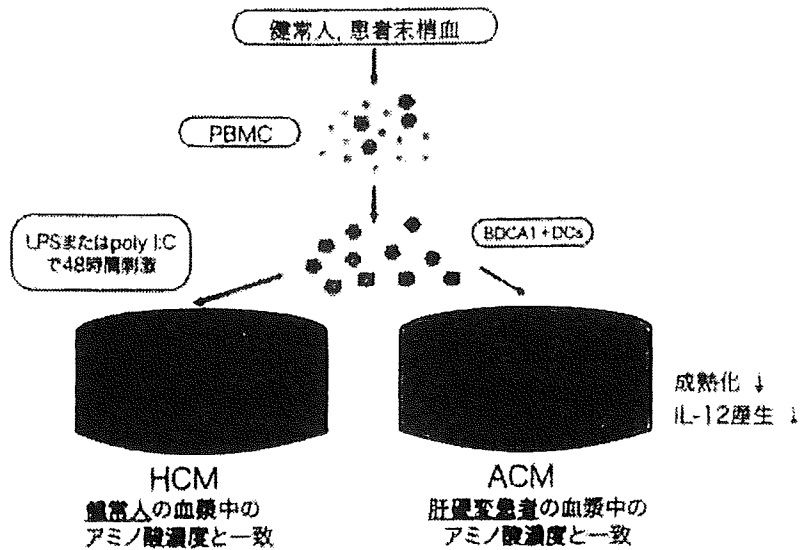 健常人, 患者末梢血
PBMC
LPSまたはpoly I:C
で48時間刺激
BDCA1+DCs
成熟化 ↓
IL-12産生 ↓
HCM
健常人の血漿中の
アミノ酸濃度と一致
ACM
肝硬変患者の血漿中の
アミノ酸濃度と一致